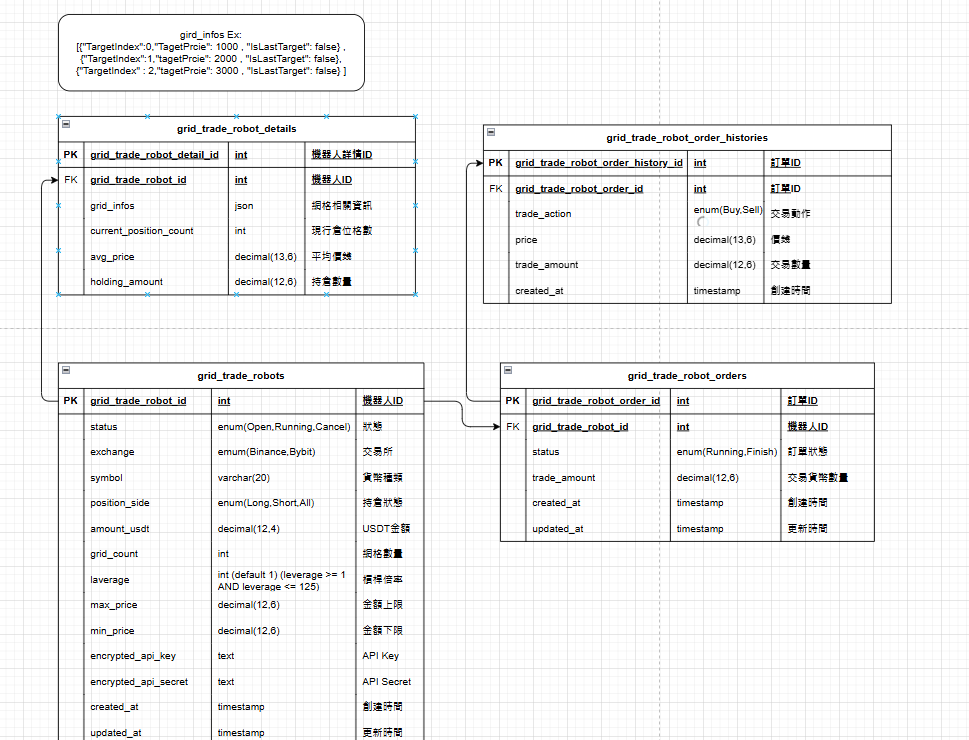 gird_infos Ex:
[{"TargetIndex":0,"TagetPrcie": 1000 , "IsLastTarget": false} ,
{"TargetIndex":1,"tagetPrcie": 2000 , "IsLastTarget": false},
{"TargetIndex" : 2,"tagetPrcie": 3000 , "IsLastTarget": false} ]
grid_trade_robot_details
PK grid_trade_robot_detail_id int 機器人詳情ID
FK grid_trade_robot_id int 機器人ID
grid_infos json 網格相關資訊
current_position_count int 現行倉位格數
avg_price decimal(13,6) 平均價錢
holding_amount decimal(12,6) 持倉數量
grid_trade_robot_order_histories
PK grid_trade_robot_order_history_id int 訂單ID
FK grid_trade_robot_order_id int 訂單ID
trade_action enum(Buy,Sell) 交易動作
price decimal(13,6) 價錢
trade_amount decimal(12,6) 交易數量
created_at timestamp 創建時間
grid_trade_robots
PK grid_trade_robot_id int 機器人ID
status enum(Open,Running,Cancel) 狀態
exchange emum(Binance,Bybit) 交易所
symbol varchar(20) 貨幣種類
position_side enum(Long,Short,All) 持倉狀態
amount_usdt decimal(12,4) USDT金額
grid_count int 網格數量
laverage int (default 1) (leverage >= 1
AND leverage <= 125) 槓桿倍率
max_price decimal(12,6) 金額上限
min_price decimal(12,6) 金額下限
encrypted_api_key text API Key
encrypted_api_secret text API Secret
created_at timestamp 創建時間
updated_at timestamp 更新時間
grid_trade_robot_orders
PK grid_trade_robot_order_id int 訂單ID
FK grid_trade_robot_id int 機器人ID
status enum(Running,Finish) 訂單狀態
trade_amount decimal(12,6) 交易貨幣數量
created_at timestamp 創建時間
updated_at timestamp 更新時間